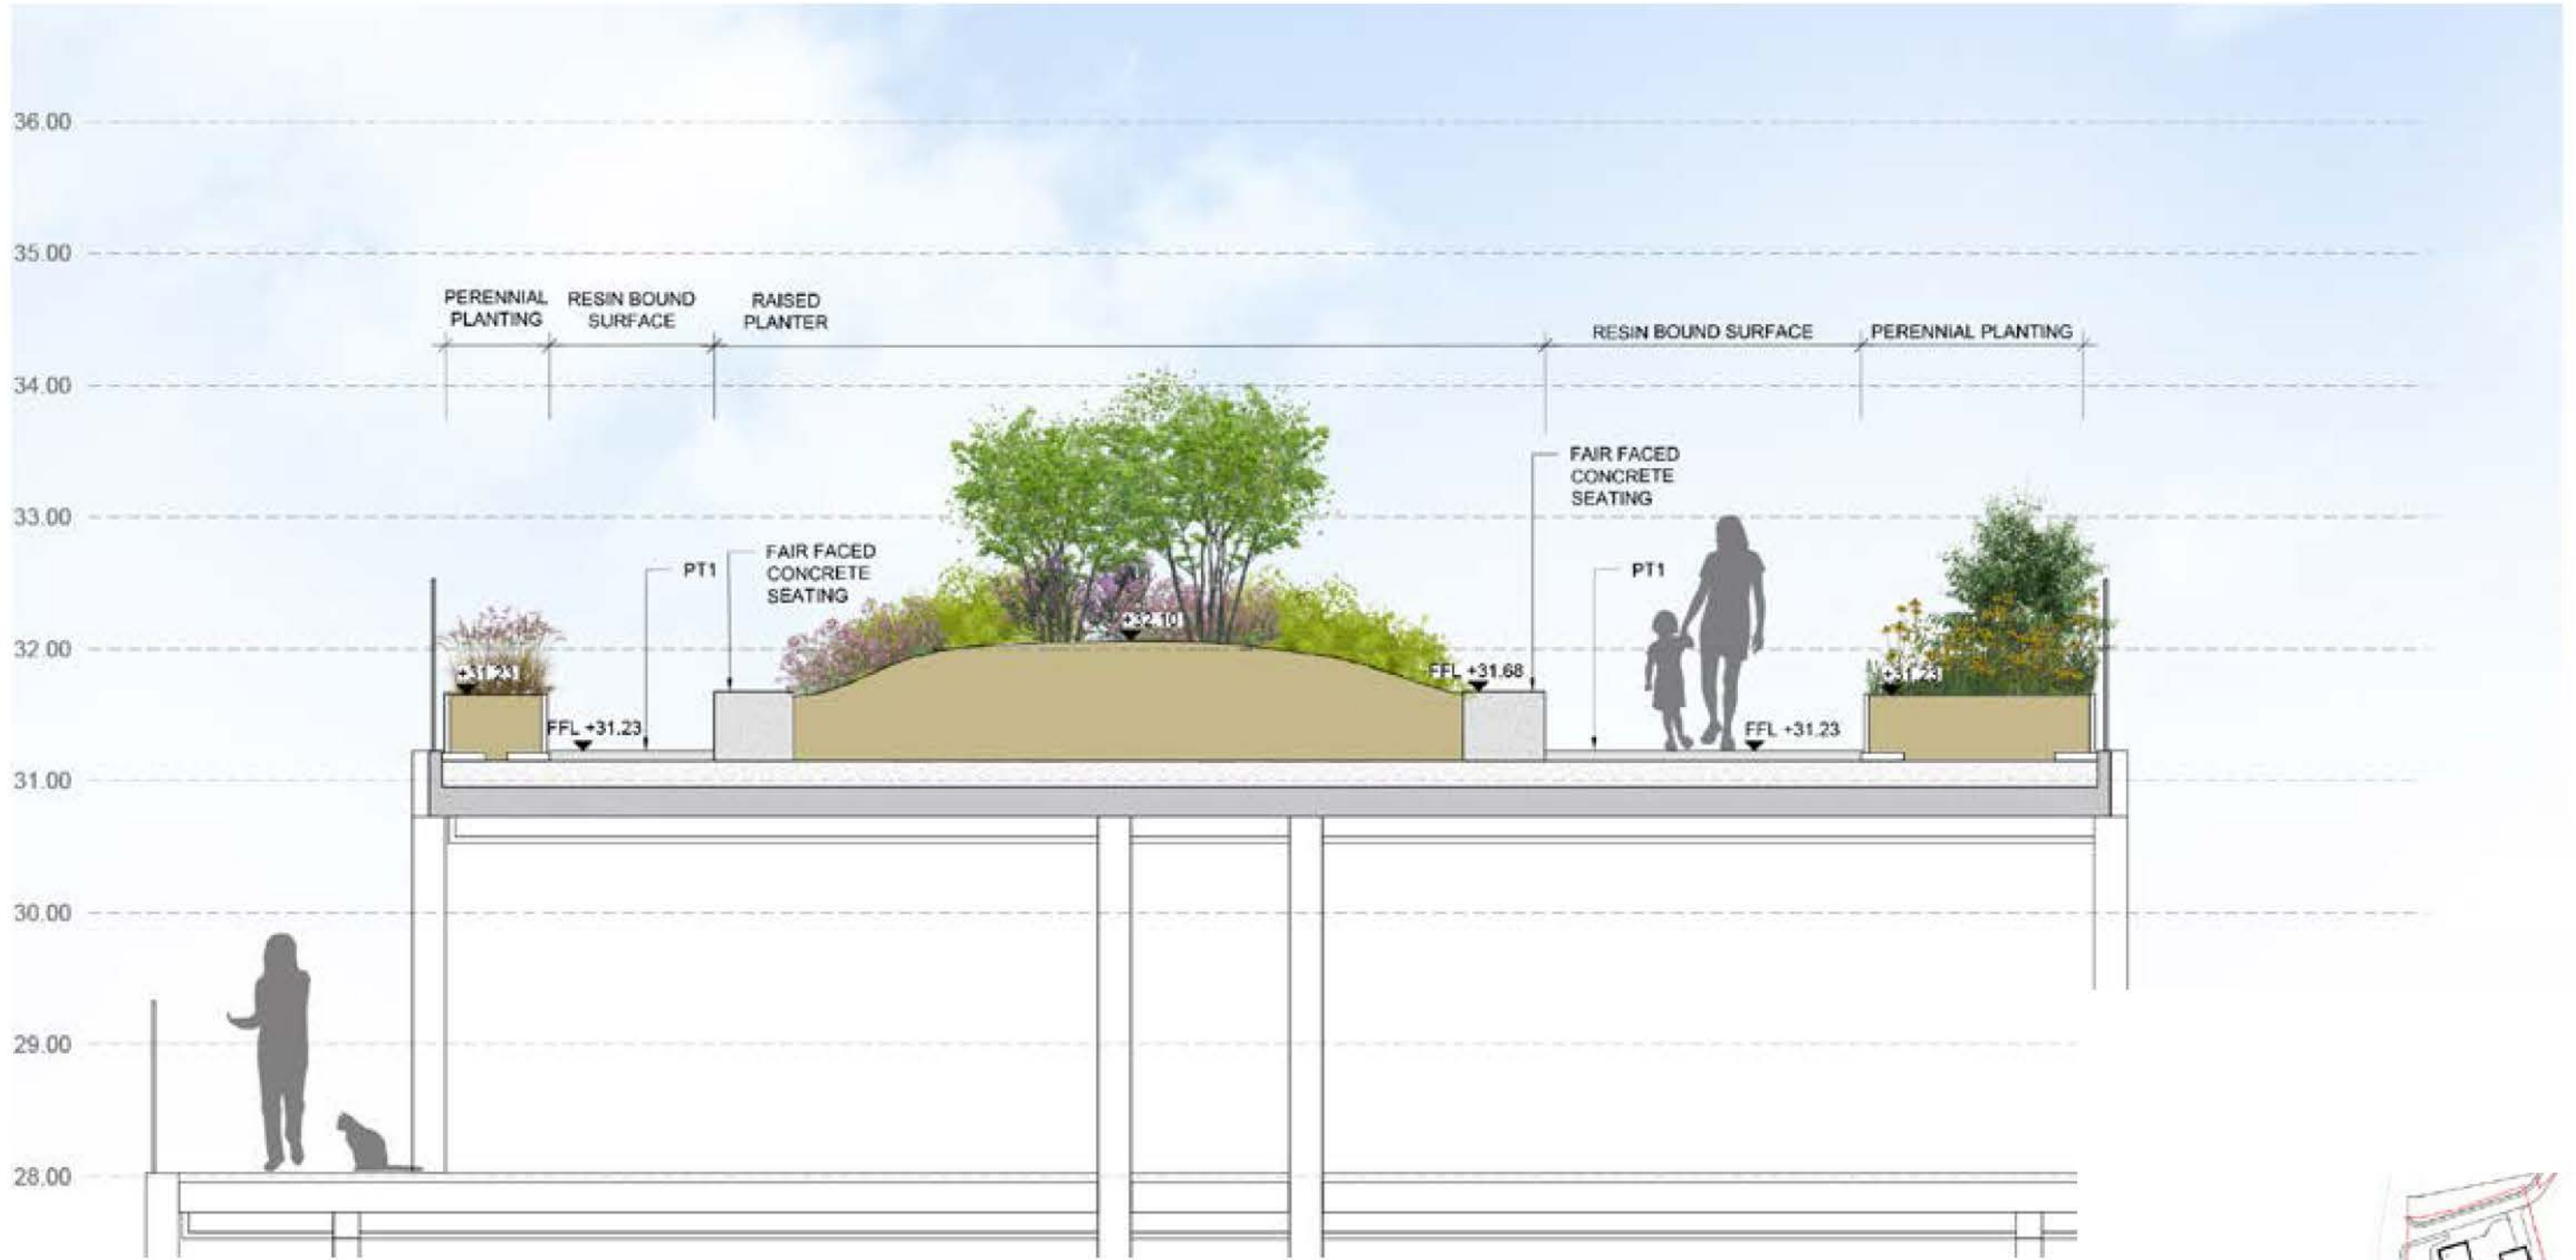 36.00
35.00
PERENNIAL
PLANTING
RESIN BOUND
SURFACE
RAISED
PLANTER
RESIN BOUND SURFACE
PERENNIAL PLANTING
34.00
FAIR FACED
CONCRETE
SEATING
33.00
PT1
FAIR FACED
CONCRETE
SEATING
PT1
+32.10
32.00
+31.23
FFL +31.68
+31.23
FFL +31.23
FFL +31.23
31.00
30.00
29.00
28.00